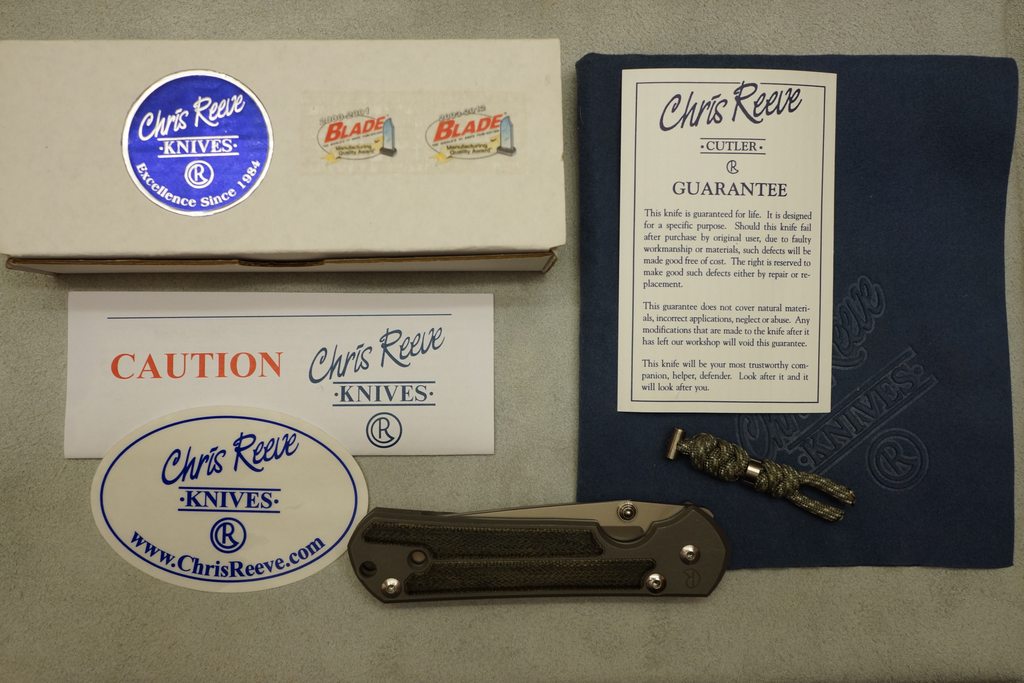 Chris Reeve
·KNIVES·
R
Excellence Since 1984
2000-2001
BLADE
Manufacturing
Quality Award
BLADE
Manufacturing
Quality Award
CAUTION
Chris Reeve
·KNIVES·
R
Chris Reeve
·KNIVES·
R
www.ChrisReeve.com
Chris Reeve
·CUTLER·
R
GUARANTEE
This knife is guaranteed for life. It is designed
for a specific purpose. Should this knife fail
after purchase by original user, due to faulty
workmanship or materials, such defects will be
made good free of cost. The right is reserved to
make good such defects either by repair or re-
placement.
This guarantee does not cover natural materi-
als, incorrect applications, neglect or abuse. Any
modifications that are made to the knife after it
has left our workshop will void this guarantee.
This knife will be your most trustworthy com-
panion, helper, defender. Look after it and it
will look after you.
Chris Reeve
·KNIVES·
R